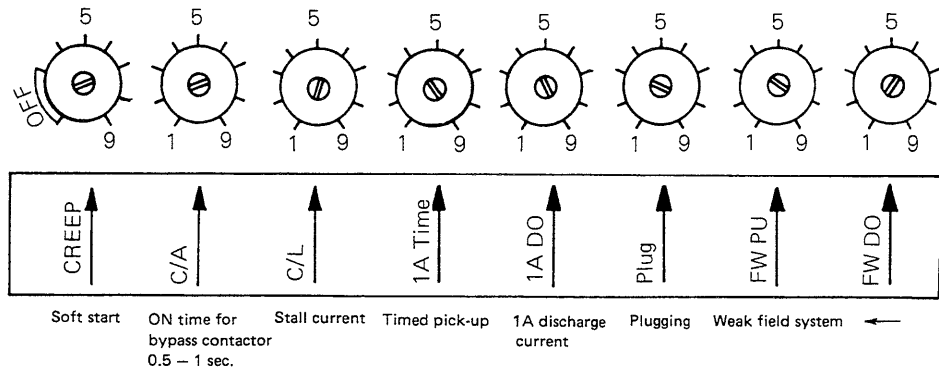 5 5 5 5 5 5 5 5
OFF 9 1 9 1 9 1 9 1 9 1 9 1 9 1 9
CREEP C/A C/L 1A Time 1A DO Plug FW PU FW DO
Soft start ON time for Stall current Timed pick-up 1A discharge Plugging Weak field system ←
bypass contactor current
0.5 – 1 sec.